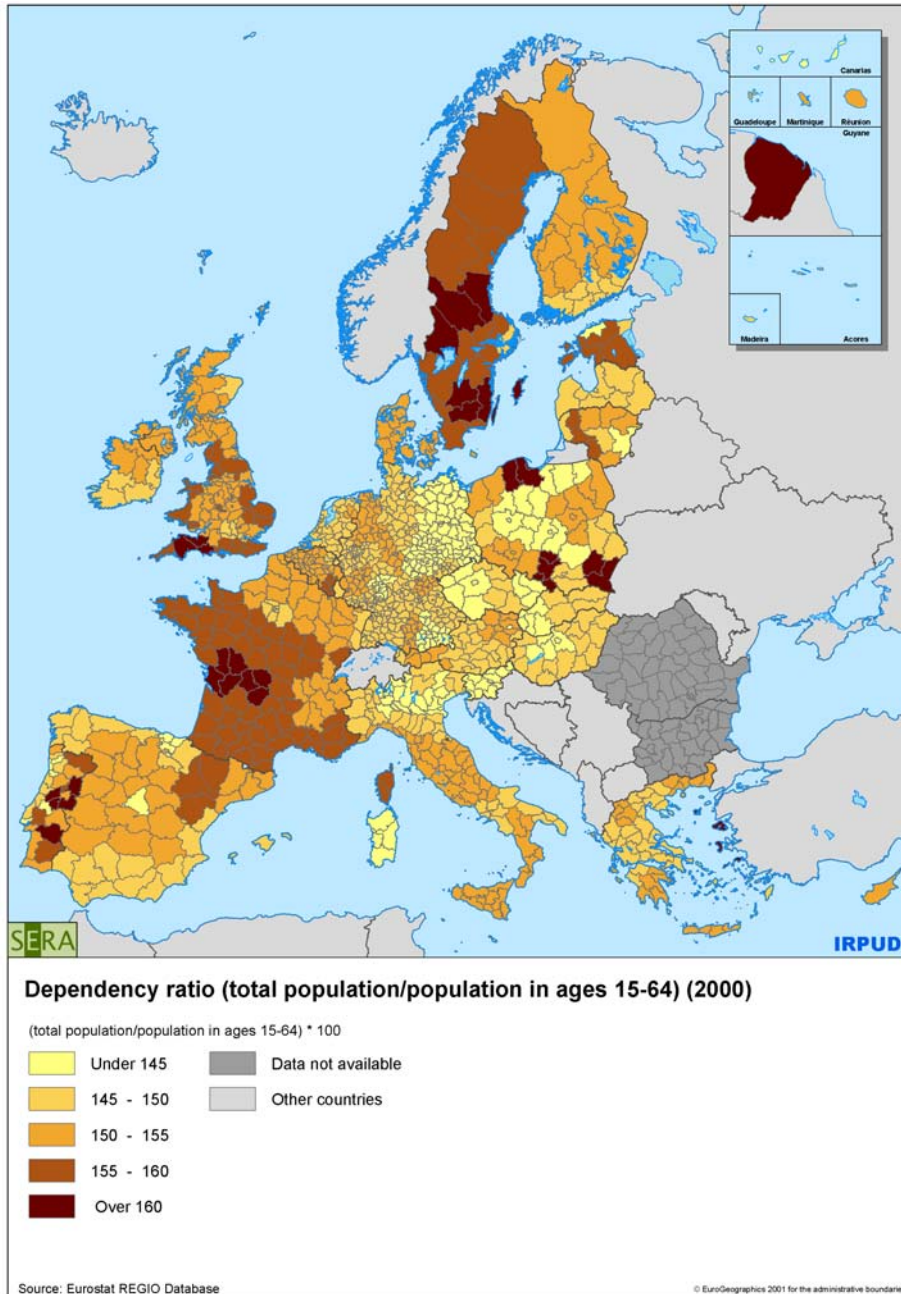 Canarias
Guadeloupe
Martinique
Réunion
Guyane
Madeira
Acores
SERA
IRPUD
Dependency ratio (total population/population in ages 15-64) (2000)
(total population/population in ages 15-64) * 100
Under 145
Data not available
145 - 150
Other countries
150 - 155
155 - 160
Over 160
Source: Eurostat REGIO Database
© EuroGeographics 2001 for the administrative boundarie